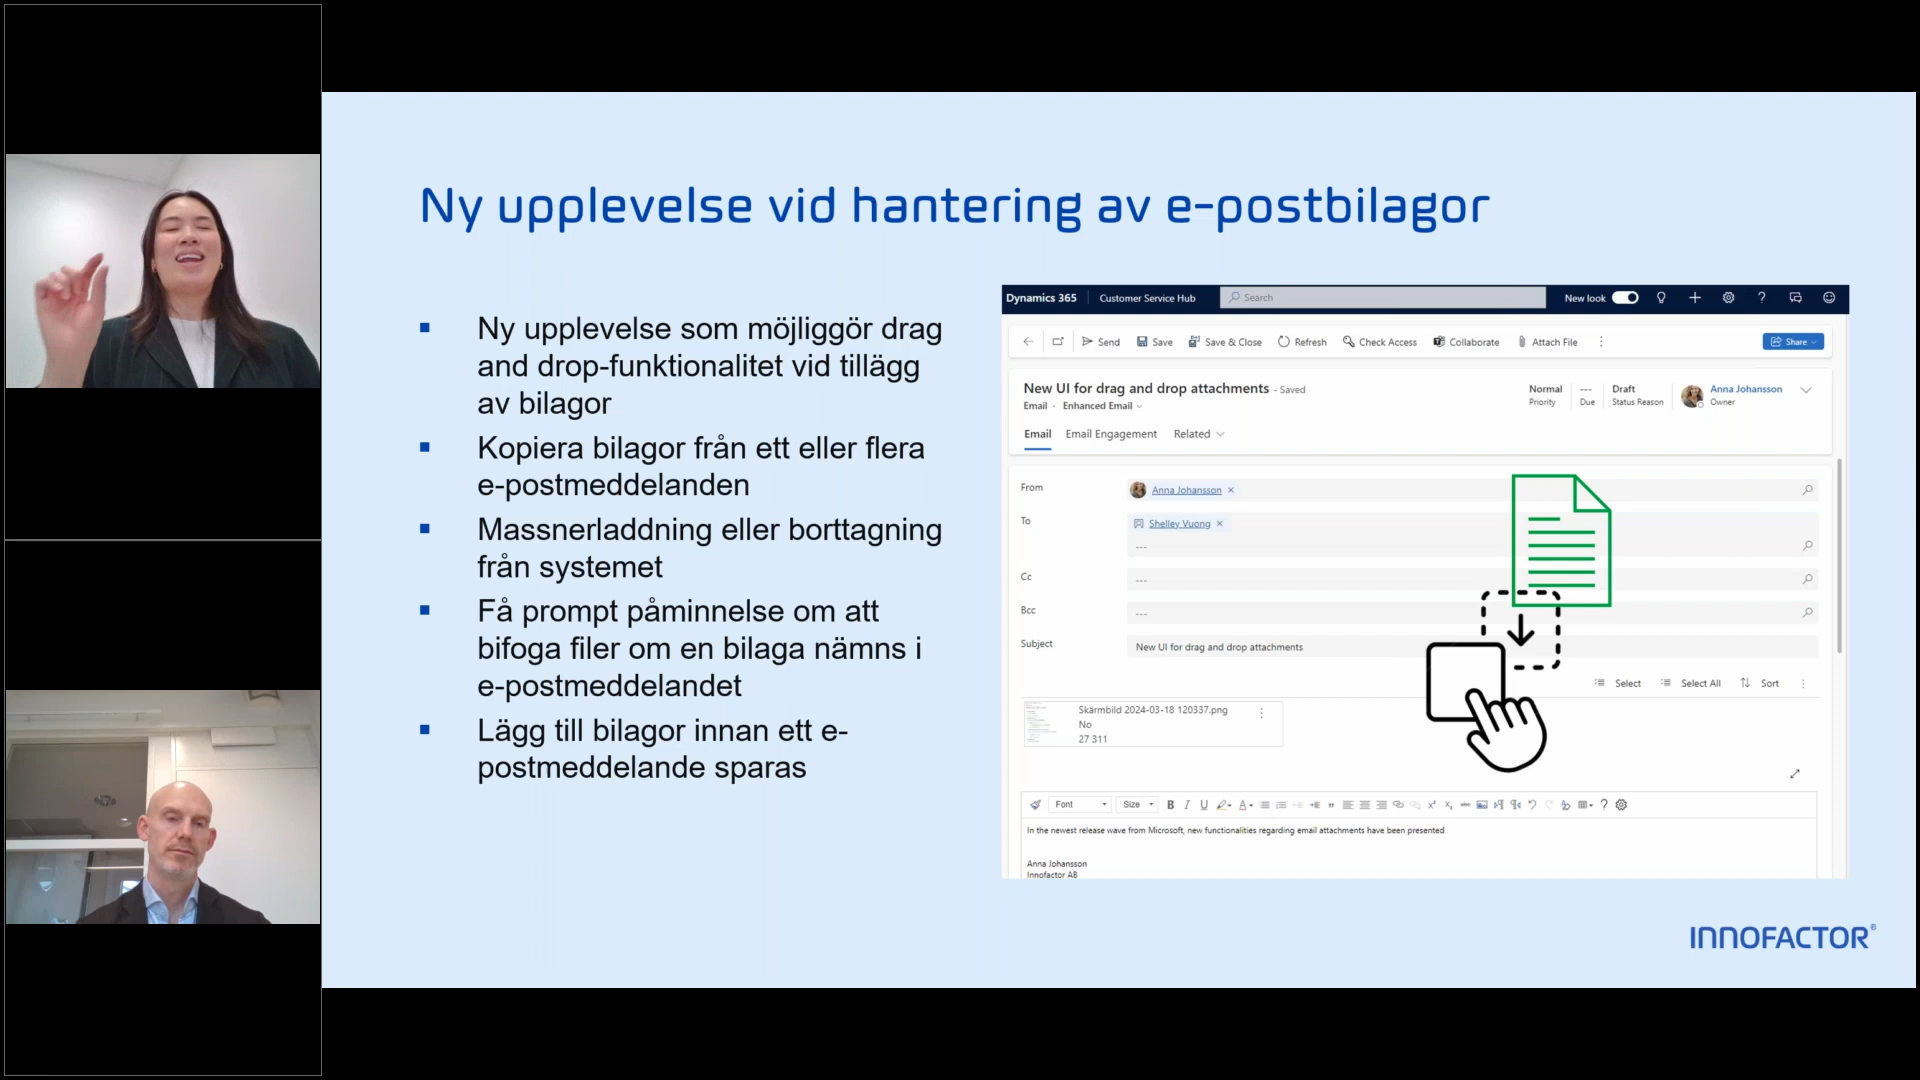 Ny upplevelse vid hantering av e-postbilagor
Ny upplevelse som möjliggör drag
and drop-funktionalitet vid tillägg
av bilagor
Kopiera bilagor från ett eller flera
e-postmeddelanden
Massnerladdning eller borttagning
från systemet
Få prompt påminnelse om att
bifoga filer om en bilaga nämns i
e-postmeddelandet
Lägg till bilagor innan ett e-
postmeddelande sparas
Dynamics 365 Customer Service Hub Search New look
Send Save Save & Close Refresh Check Access Collaborate Attach File Share
New UI for drag and drop attachments - Saved
Email · Enhanced Email
Normal --- Draft Anna Johansson
Priority Due Status Reason Owner
Email Email Engagement Related
From Anna Johansson ×
To Shelley Vuong ×
---
Cc ---
Bcc ---
Subject New UI for drag and drop attachments
Select Select All Sort
Skärmbild 2024-03-18 120337.png
No
27 311
Font Size B I U A
In the newest release wave from Microsoft, new functionalities regarding email attachments have been presented
Anna Johansson
Innofactor AB
INNOFACTOR®